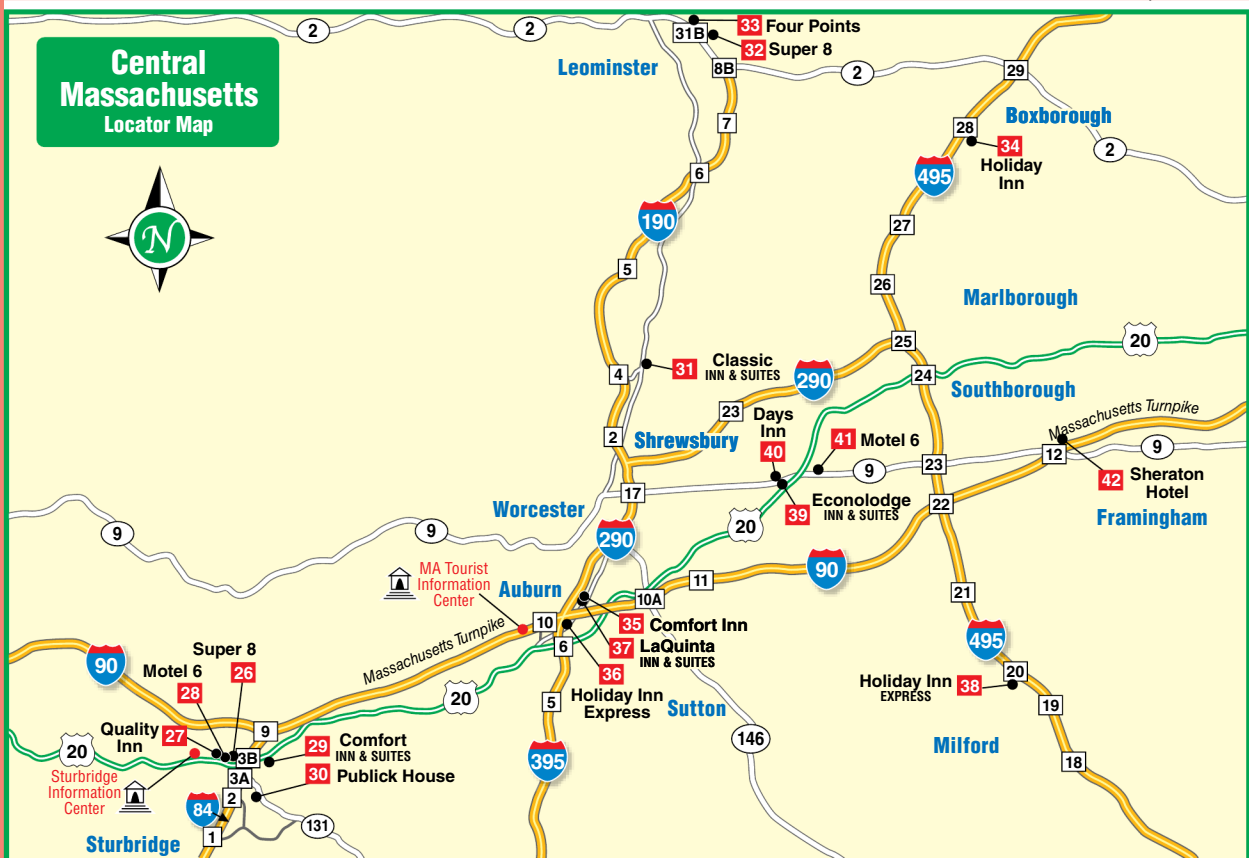 Central
Massachusetts
Locator Map
N
2
2
33 Four Points
31B
32 Super 8
Leominster
8B
2
29
7
Boxborough
28
34
Holiday
Inn
2
6
495
190
27
5
26
Marlborough
25
20
4
31
Classic
INN & SUITES
290
24
Southborough
23
Days
Inn
Massachusetts Turnpike
2
Shrewsbury
40
41 Motel 6
9
23
12
9
42 Sheraton
Hotel
17
39
Econolodge
INN & SUITES
22
Framingham
Worcester
20
9
9
290
90
11
MA Tourist
Information
Center
Auburn
10A
21
10
35 Comfort Inn
495
6
37 LaQuinta
INN & SUITES
Massachusetts Turnpike
36
Holiday Inn
Express
90
Super 8
Motel 6
28
26
20
5
Sutton
Holiday Inn
EXPRESS
38
20
19
Quality
Inn
27
9
29 Comfort
INN & SUITES
146
Milford
20
3B
395
18
30 Publick House
3A
Sturbridge
Information
Center
2
84
131
1
Sturbridge